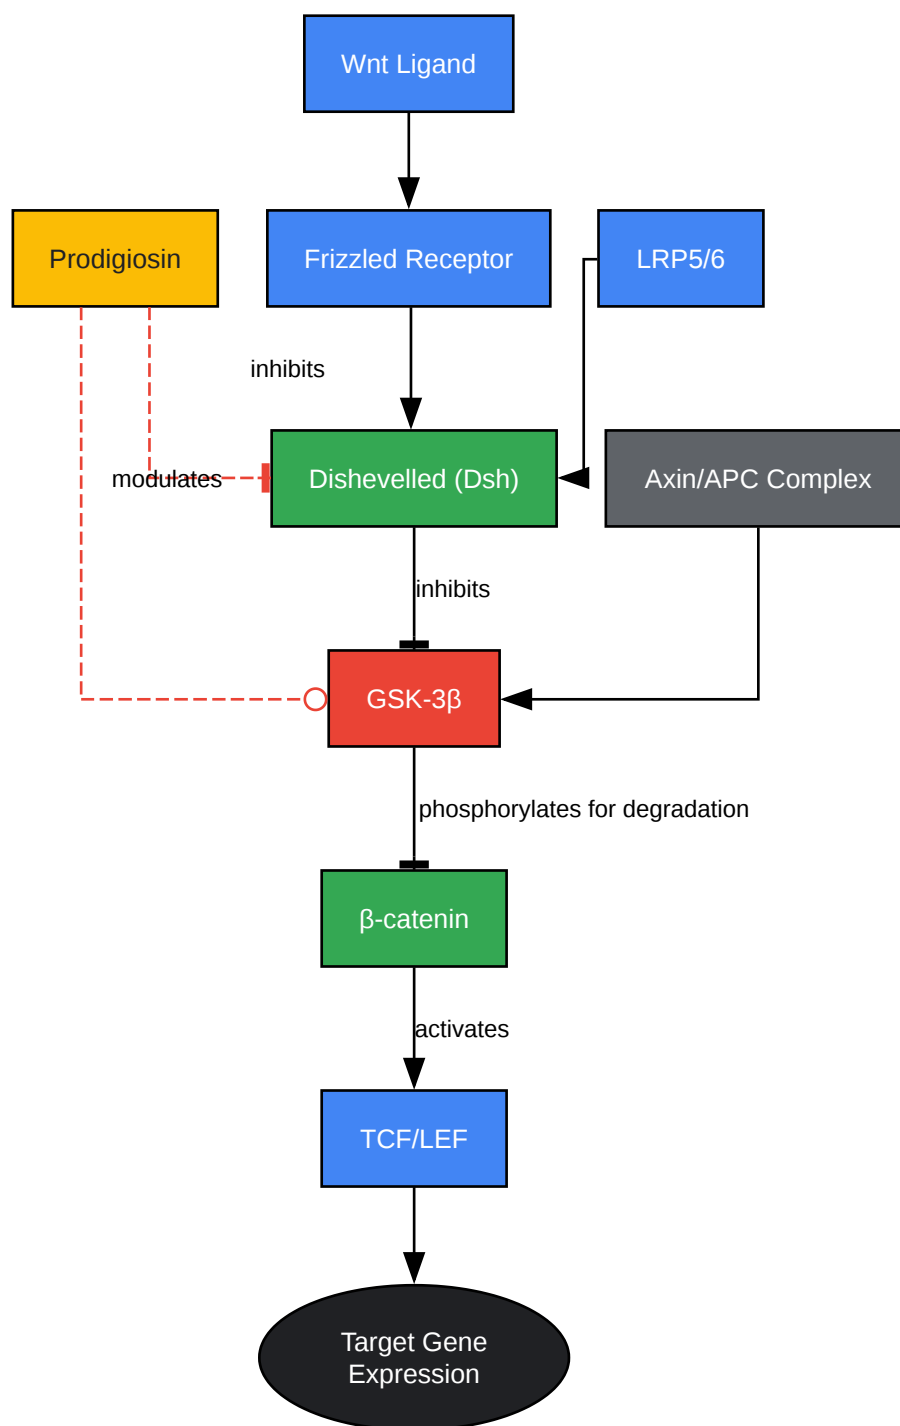 Wnt Ligand
Prodigiosin
Frizzled Receptor
LRP5/6
inhibits
modulates
Dishevelled (Dsh)
Axin/APC Complex
inhibits
GSK-3β
phosphorylates for degradation
β-catenin
activates
TCF/LEF
Target Gene
Expression